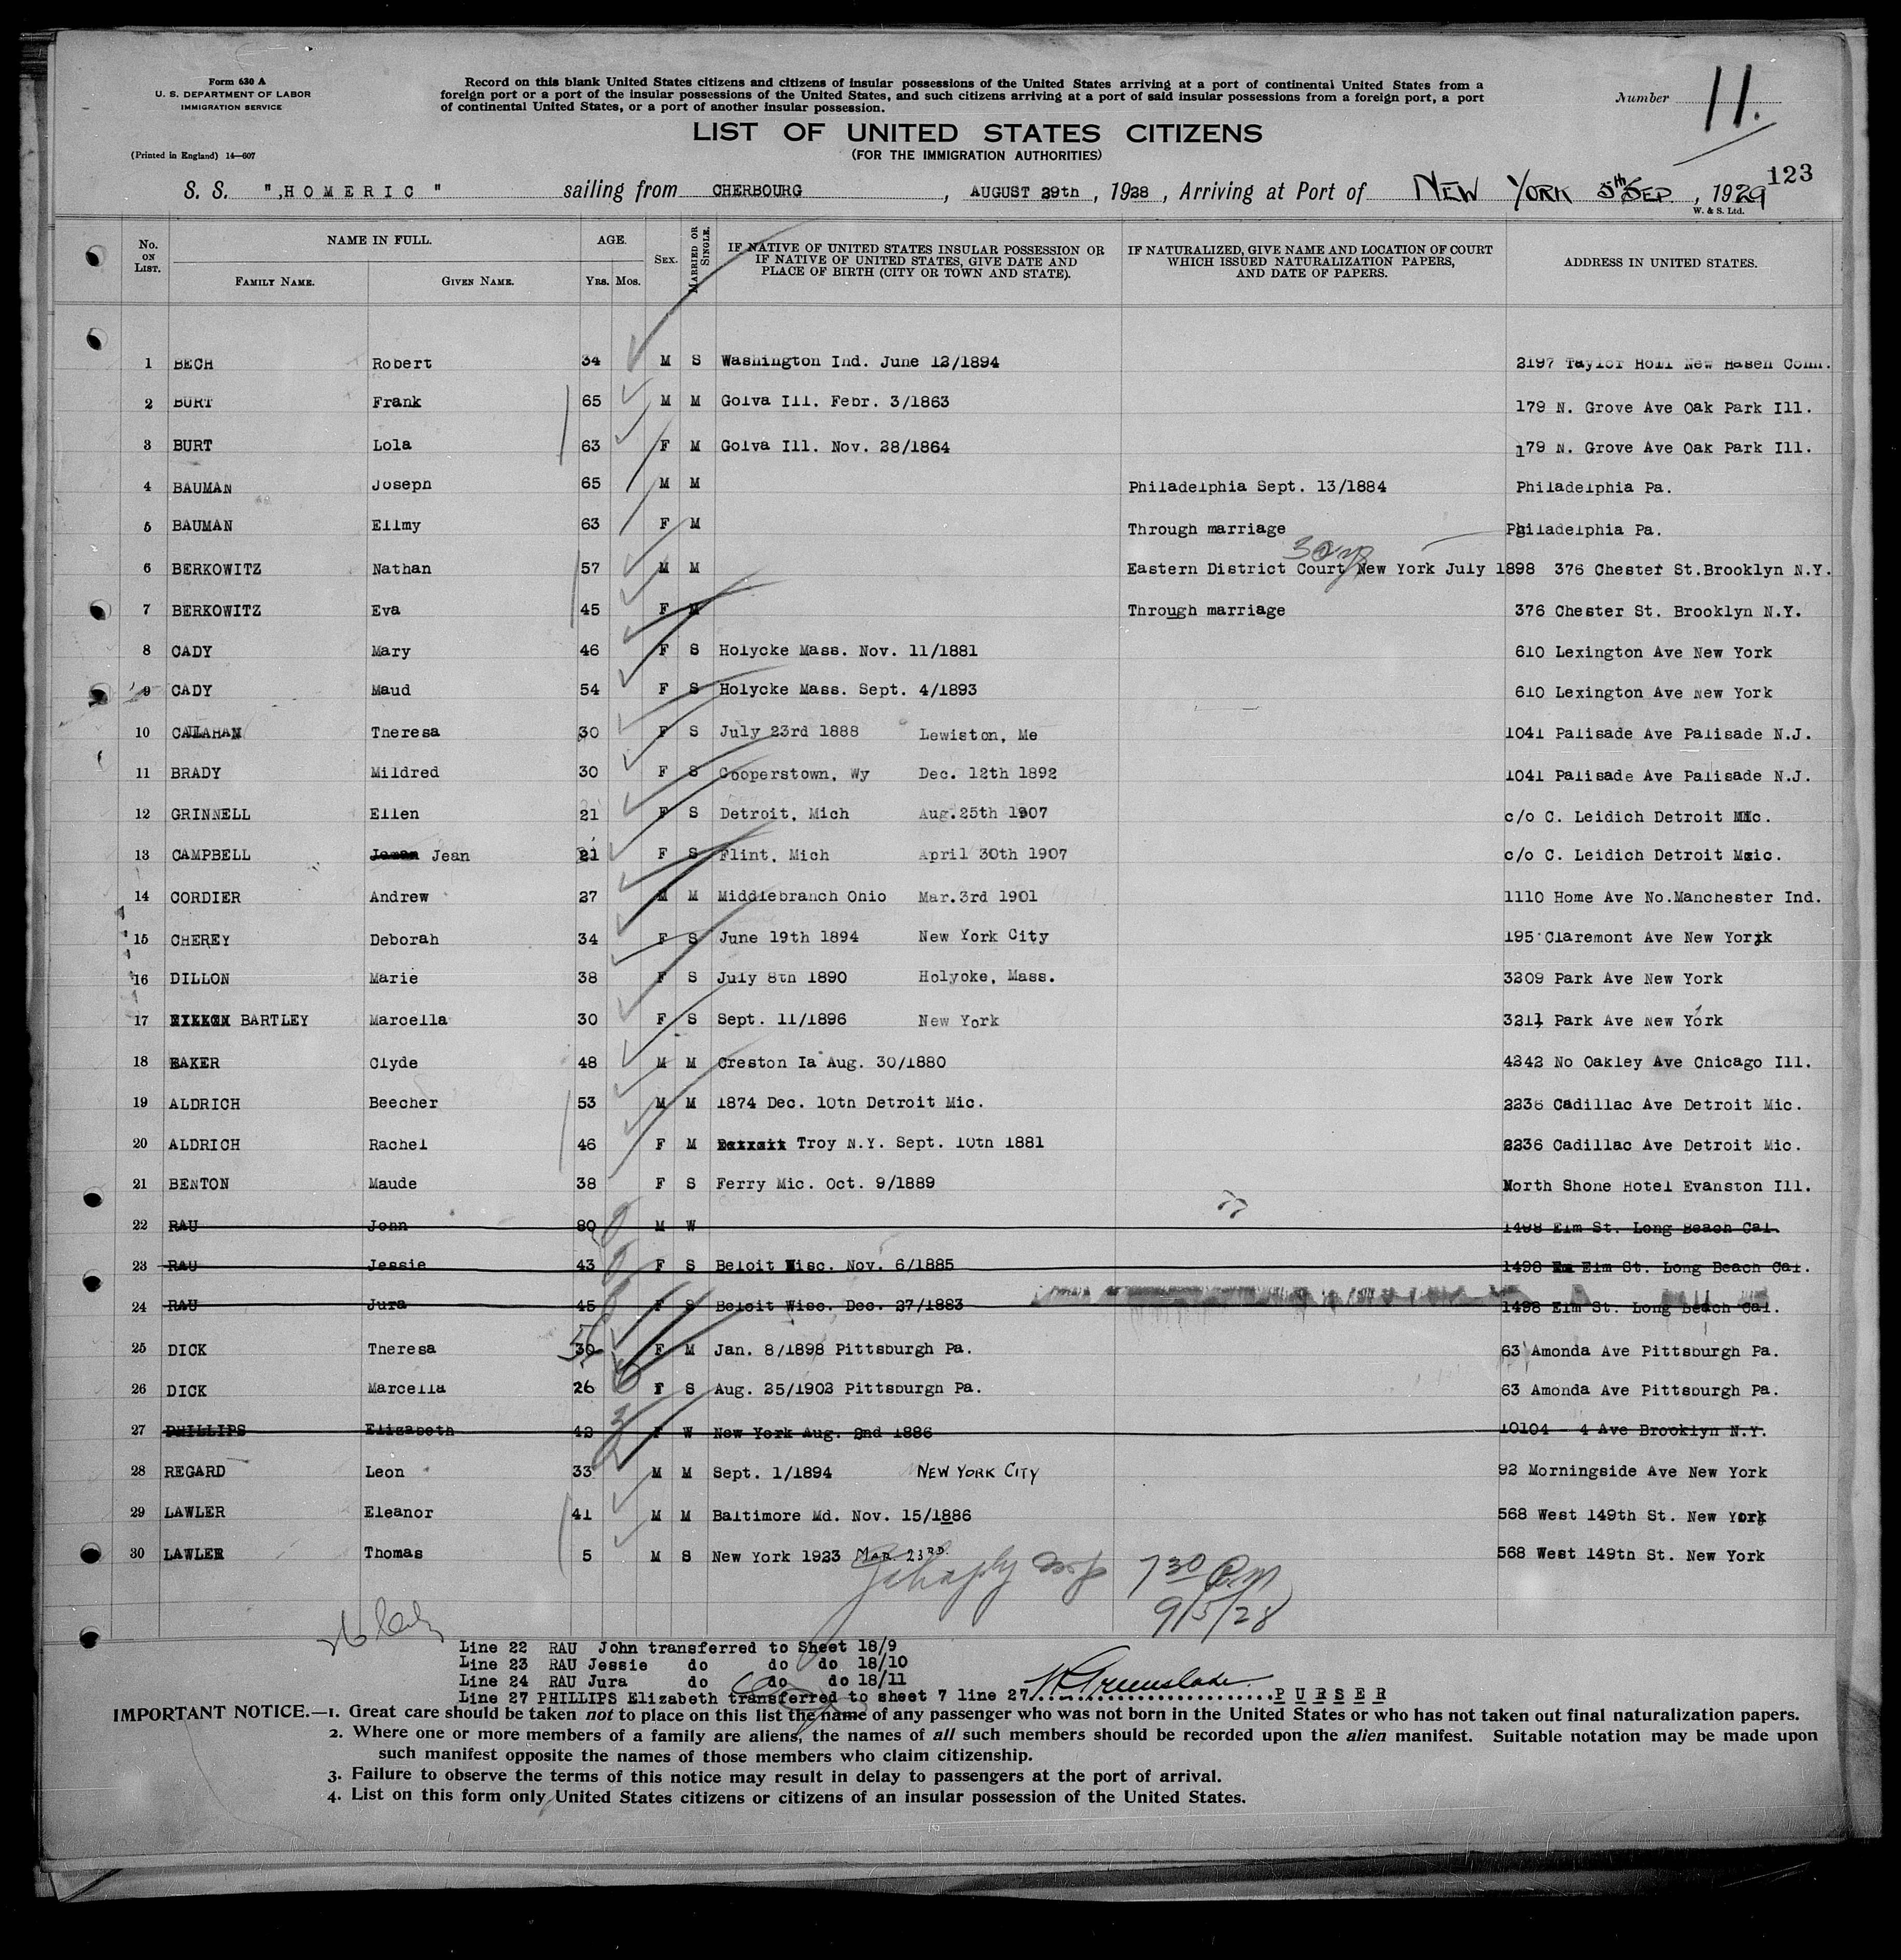 Form 630 A
U. S. DEPARTMENT OF LABOR
IMMIGRATION SERVICE
(Printed in England) 14—607
Record on this blank United States citizens and citizens of insular possessions of the United States arriving at a port of continental United States from a
foreign port or a port of the insular possessions of the United States, and such citizens arriving at a port of said insular possessions from a foreign port, a port
of continental United States, or a port of another insular possession.
Number 11.
LIST OF UNITED STATES CITIZENS
(FOR THE IMMIGRATION AUTHORITIES)
123
S. S. ",HOMERIC " sailing from CHERBOURG , AUGUST 29th , 1928 , Arriving at Port of NEW YORK 5th SEP , 1929
W. & S. Ltd.
No. ON LIST. NAME IN FULL. FAMILY NAME. GIVEN NAME. AGE. Yrs. Mos. SEX. MARRIED OR SINGLE. IF NATIVE OF UNITED STATES INSULAR POSSESSION OR IF NATIVE OF UNITED STATES, GIVE DATE AND PLACE OF BIRTH (CITY OR TOWN AND STATE). IF NATURALIZED, GIVE NAME AND LOCATION OF COURT WHICH ISSUED NATURALIZATION PAPERS, AND DATE OF PAPERS. ADDRESS IN UNITED STATES.
1 BECH Robert 34 M S Washington Ind. June 12/1894 2197 Taylor Holl New Hasen Conn.
2 BURT Frank 65 M M Golva Ill. Febr. 3/1863 179 N. Grove Ave Oak Park Ill.
3 BURT Lola 63 F M Golva Ill. Nov. 28/1864 179 N. Grove Ave Oak Park Ill.
4 BAUMAN Joseph 65 M M Philadelphia Sept. 13/1884 Philadelphia Pa.
5 BAUMAN Ellmy 63 F M Through marriage Philadelphia Pa.
6 BERKOWITZ Nathan 57 M M Eastern District Court New York July 1898 376 Chester St.Brooklyn N.Y.
7 BERKOWITZ Eva 45 F M Through marriage 376 Chester St. Brooklyn N.Y.
8 CADY Mary 46 F S Holycke Mass. Nov. 11/1881 610 Lexington Ave New York
9 CADY Maud 54 F S Holycke Mass. Sept. 4/1893 610 Lexington Ave New York
10 CALLAHAN Theresa 30 F S July 23rd 1888 Lewiston, Me 1041 Palisade Ave Palisade N.J.
11 BRADY Mildred 30 F S Cooperstown, Wy Dec. 12th 1892 1041 Palisade Ave Palisade N.J.
12 GRINNELL Ellen 21 F S Detroit, Mich Aug.25th 1907 c/o C. Leidich Detroit Mic.
13 CAMPBELL Jean 21 F S Flint, Mich April 30th 1907 c/o C. Leidich Detroit Mic.
14 CORDIER Andrew 27 M M Middlebranch Ohio Mar.3rd 1901 1110 Home Ave No.Manchester Ind.
15 CHEREY Deborah 34 F S June 19th 1894 New York City 195 Claremont Ave New York
16 DILLON Marie 38 F S July 8th 1890 Holyoke, Mass. 3209 Park Ave New York
17 BARTLEY Marcella 30 F S Sept. 11/1896 New York 3211 Park Ave New York
18 BAKER Clyde 48 M M Creston Ia Aug. 30/1880 4242 No Oakley Ave Chicago Ill.
19 ALDRICH Beecher 53 M M 1874 Dec. 10th Detroit Mic. 2236 Cadillac Ave Detroit Mic.
20 ALDRICH Rachel 46 F M Detroit Troy N.Y. Sept. 10th 1881 2236 Cadillac Ave Detroit Mic.
21 BENTON Maude 38 F S Ferry Mic. Oct. 9/1889 North Shone Hotel Evanston Ill.
22 RAU John 80 M W 1498 Elm St. Long Beach Cal.
23 RAU Jessie 43 F S Beloit Wisc. Nov. 6/1885 1498 Elm St. Long Beach Cal.
24 RAU Jura 45 F S Beloit Wisc. Dec. 27/1883 1498 Elm St. Long Beach Cal.
25 DICK Theresa 30 F M Jan. 8/1898 Pittsburgh Pa. 63 Amonda Ave Pittsburgh Pa.
26 DICK Marcella 26 F S Aug. 25/1902 Pittsburgh Pa. 63 Amonda Ave Pittsburgh Pa.
27 PHILLIPS Elizabeth 42 F W New York Aug. 2nd 1886 10104 - 4 Ave Brooklyn N.Y.
28 REGARD Leon 33 M M Sept. 1/1894 NEW YORK CITY 92 Morningside Ave New York
29 LAWLER Eleanor 41 M M Baltimore Md. Nov. 15/1886 568 West 149th St. New York
30 LAWLER Thomas 5 M S New York 1923 MAR 23RD. 568 West 149th St. New York
7 30 P.M
9/5/28
Line 22 RAU John transferred to Sheet 18/9
Line 23 RAU Jessie do do do 18/10
Line 24 RAU Jura do do do 18/11
Line 27 PHILLIPS Elizabeth transferred to sheet 7 line 27 Greenslade PURSER
IMPORTANT NOTICE.—1. Great care should be taken not to place on this list the name of any passenger who was not born in the United States or who has not taken out final naturalization papers.
2. Where one or more members of a family are aliens, the names of all such members should be recorded upon the alien manifest. Suitable notation may be made upon
such manifest opposite the names of those members who claim citizenship.
3. Failure to observe the terms of this notice may result in delay to passengers at the port of arrival.
4. List on this form only United States citizens or citizens of an insular possession of the United States.